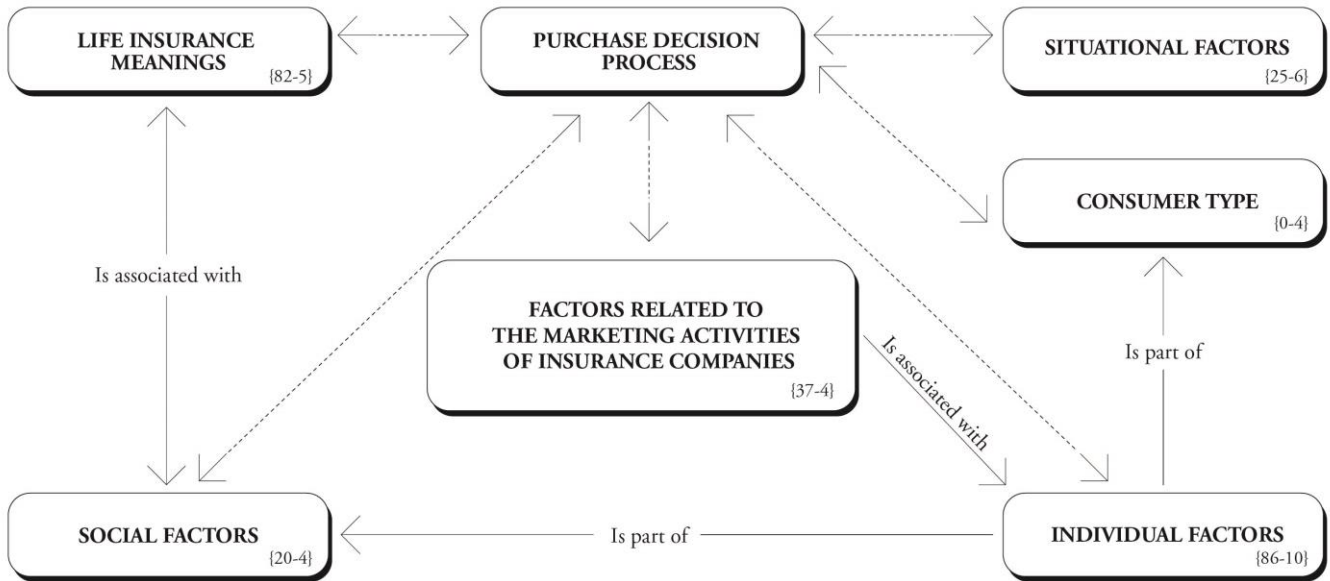 LIFE INSURANCE
MEANINGS
{82-5}
PURCHASE DECISION
PROCESS
SITUATIONAL FACTORS
{25-6}
CONSUMER TYPE
{0-4}
Is associated with
FACTORS RELATED TO
THE MARKETING ACTIVITIES
OF INSURANCE COMPANIES
{37-4}
Is associated with
Is part of
SOCIAL FACTORS
{20-4}
Is part of
INDIVIDUAL FACTORS
{86-10}